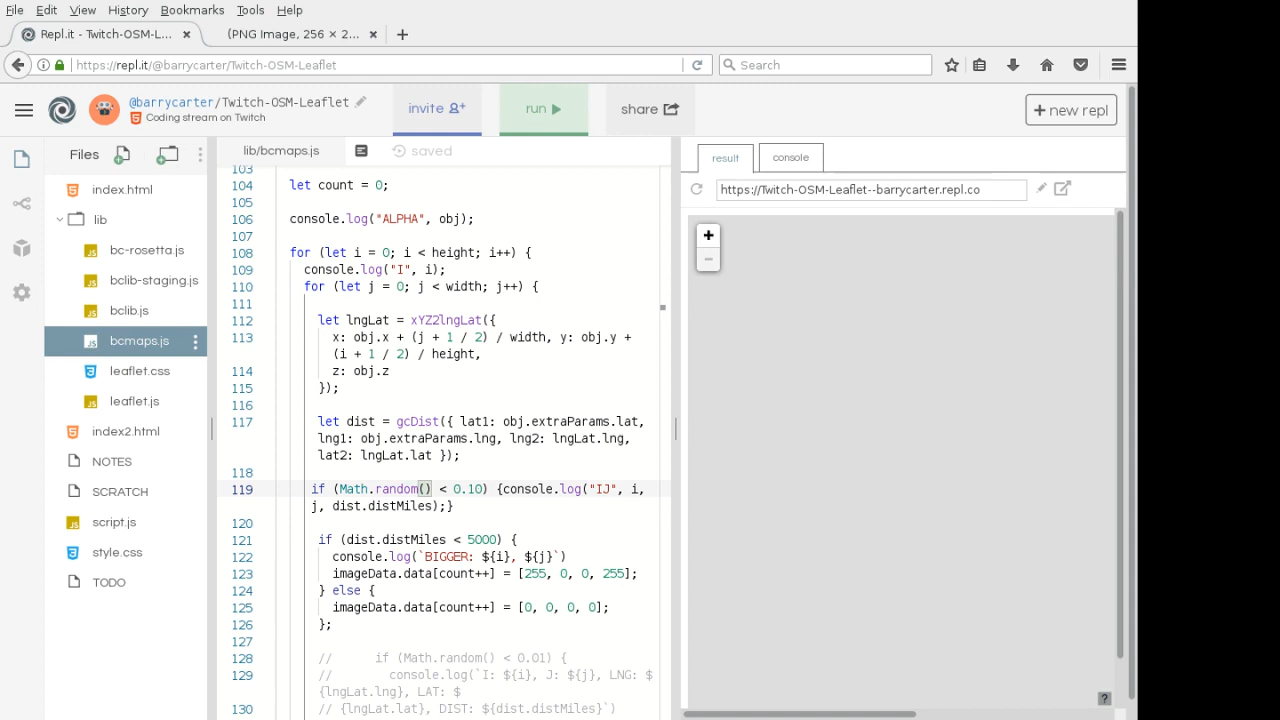 File Edit View History Bookmarks Tools Help
Repl.it - Twitch-OSM-L... × (PNG Image, 256 × 2... × +
https://repl.it/@barrycarter/Twitch-OSM-Leaflet Search
@barrycarter/Twitch-OSM-Leaflet
Coding stream on Twitch
invite run share + new repl
Files
index.html
lib
bc-rosetta.js
bclib-staging.js
bclib.js
bcmaps.js
leaflet.css
leaflet.js
index2.html
NOTES
SCRATCH
script.js
style.css
TODO
lib/bcmaps.js saved
103
104 let count = 0;
105
106 console.log("ALPHA", obj);
107
108 for (let i = 0; i < height; i++) {
109 console.log("I", i);
110 for (let j = 0; j < width; j++) {
111
112 let lngLat = xYZ2lngLat({
113 x: obj.x + (j + 1 / 2) / width, y: obj.y +
(i + 1 / 2) / height,
114 z: obj.z
115 });
116
117 let dist = gcDist({ lat1: obj.extraParams.lat,
lng1: obj.extraParams.lng, lng2: lngLat.lng,
lat2: lngLat.lat });
118
119 if (Math.random() < 0.10) {console.log("IJ", i,
j, dist.distMiles);}
120
121 if (dist.distMiles < 5000) {
122 console.log(`BIGGER: ${i}, ${j}`)
123 imageData.data[count++] = [255, 0, 0, 255];
124 } else {
125 imageData.data[count++] = [0, 0, 0, 0];
126 };
127
128 // if (Math.random() < 0.01) {
129 // console.log(`I: ${i}, J: ${j}, LNG: $
{lngLat.lng}, LAT: $
130 // {lngLat.lat}, DIST: ${dist.distMiles}`)
result console
https://Twitch-OSM-Leaflet--barrycarter.repl.co
+
−
?